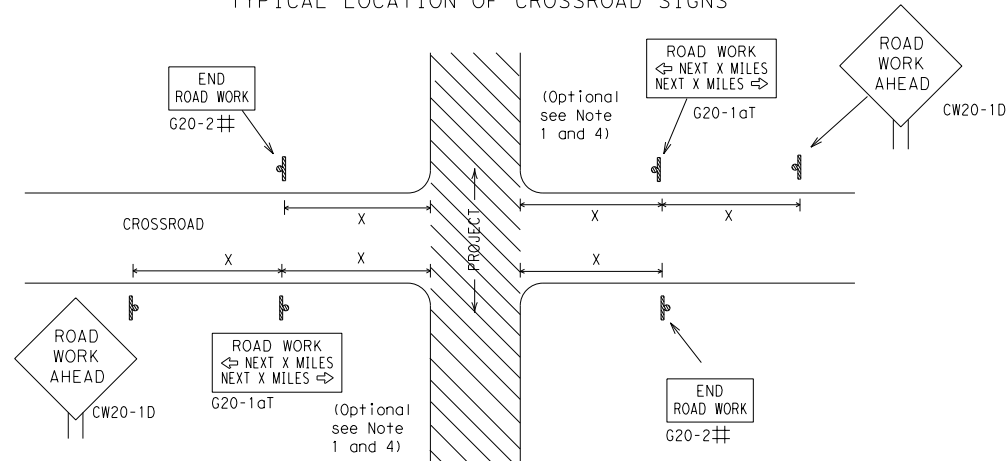 TYPICAL LOCATION OF CROSSROAD SIGNS
END
ROAD WORK
G20-2#
(Optional
see Note
1 and 4)
ROAD WORK
⇦ NEXT X MILES
NEXT X MILES ⇨
G20-1aT
ROAD
WORK
AHEAD
CW20-1D
CROSSROAD
X
X
X
PROJECT
X
X
X
ROAD
WORK
AHEAD
CW20-1D
ROAD WORK
⇦ NEXT X MILES
NEXT X MILES ⇨
G20-1aT
(Optional
see Note
1 and 4)
END
ROAD WORK
G20-2#